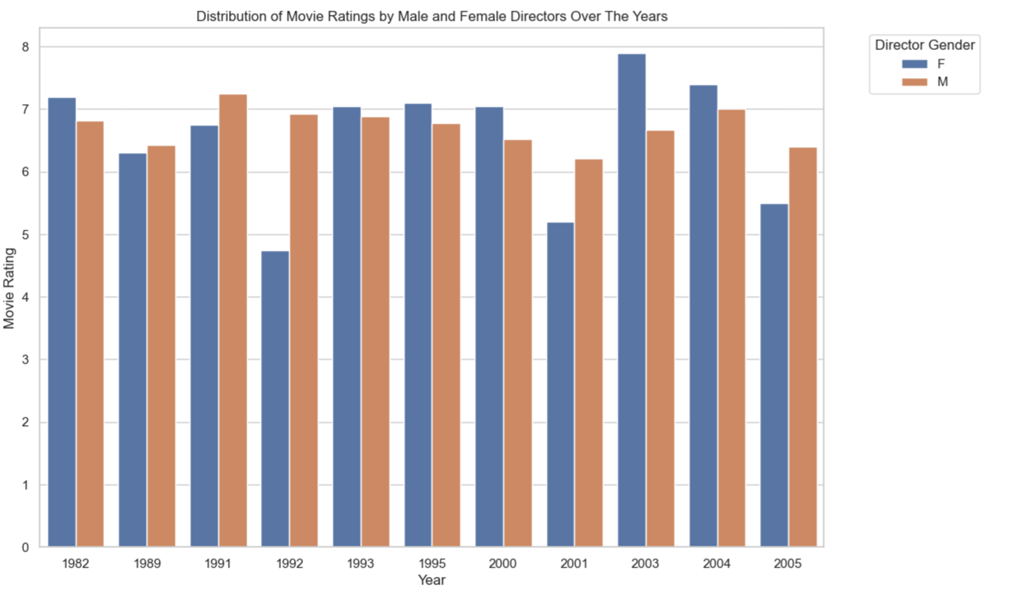 Distribution of Movie Ratings by Male and Female Directors Over The Years
Director Gender
F
M
8
7
6
5
4
3
2
1
0
Movie Rating
1982 1989 1991 1992 1993 1995 2000 2001 2003 2004 2005
Year